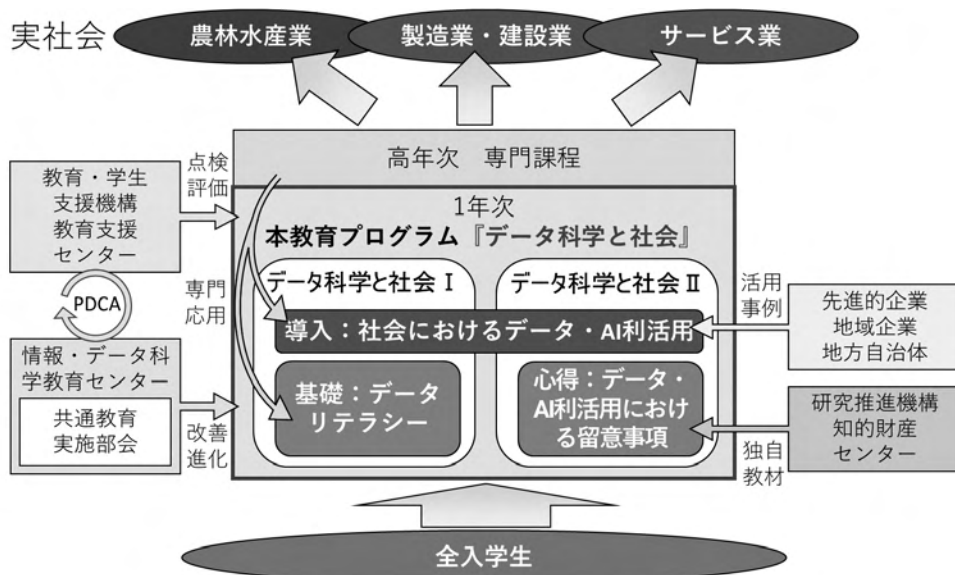 実社会
農林水産業
製造業・建設業
サービス業
高年次 専門課程
点検
評価
教育・学生
支援機構
教育支援
センター
1年次
本教育プログラム『データ科学と社会』
データ科学と社会 I
データ科学と社会 II
PDCA
専門
応用
導入:社会におけるデータ・AI利活用
活用
事例
先進的企業
地域企業
地方自治体
情報・データ科
学教育センター
共通教育
実施部会
改善
進化
基礎:データ
リテラシー
心得:データ・
AI利活用におけ
る留意事項
研究推進機構
知的財産
センター
独自
教材
全入学生